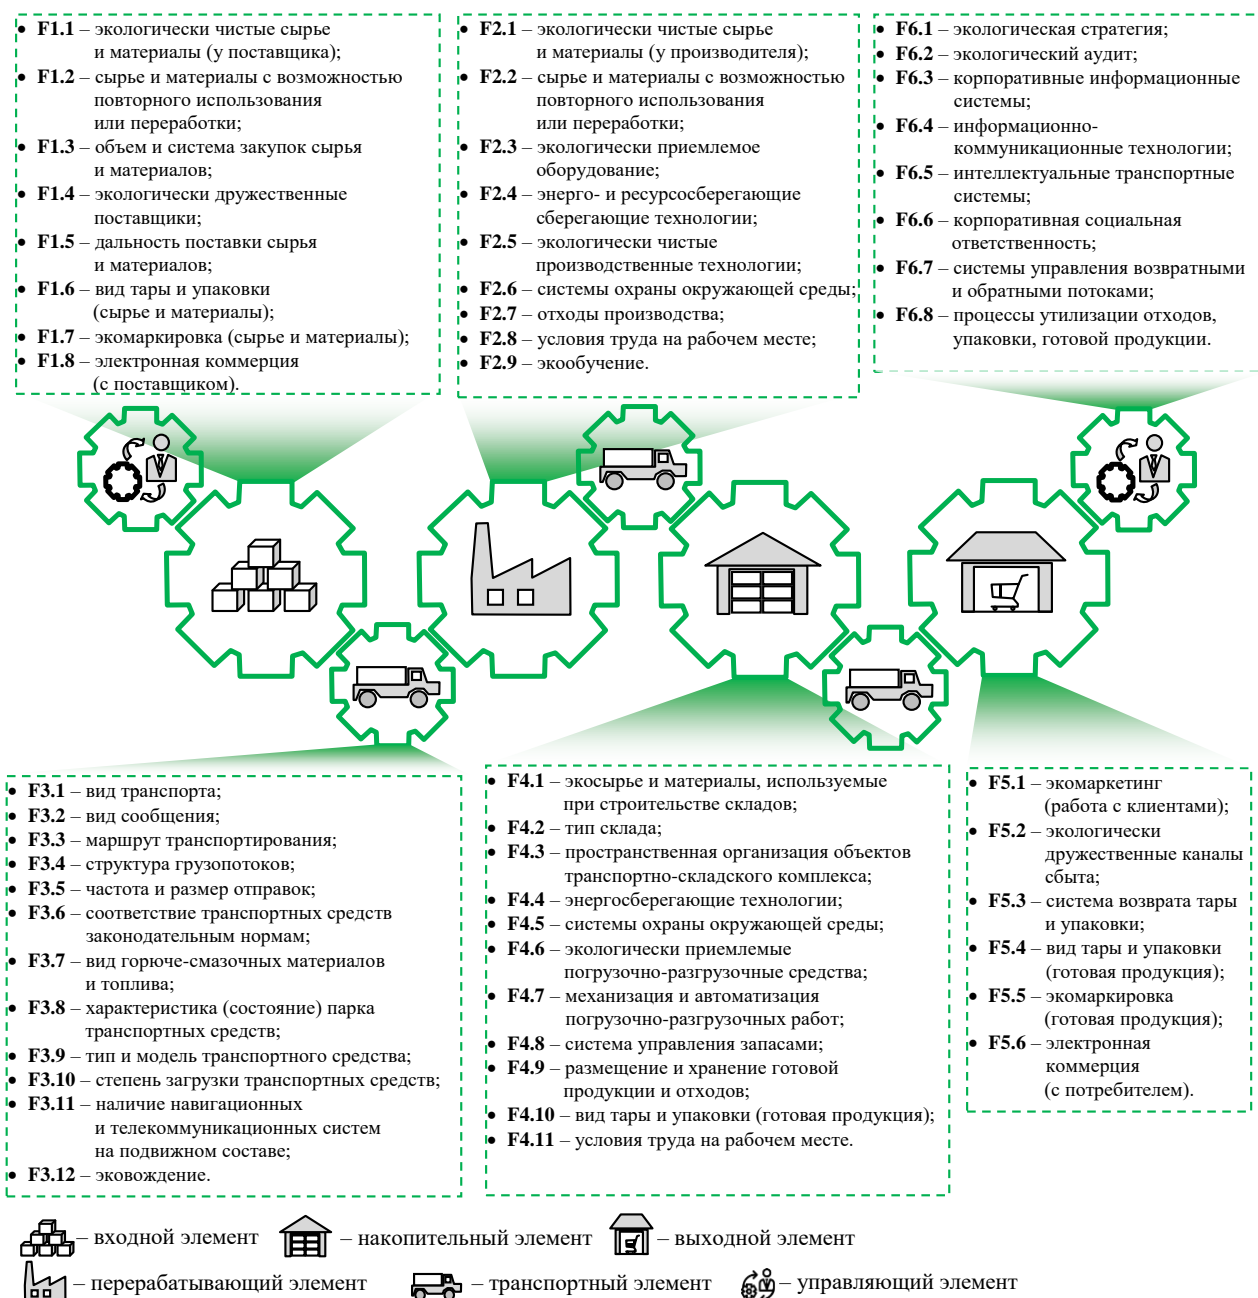 • F1.1 – экологически чистые сырье
и материалы (у поставщика);
• F1.2 – сырье и материалы с возможностью
повторного использования
или переработки;
• F1.3 – объем и система закупок сырья
и материалов;
• F1.4 – экологически дружественные
поставщики;
• F1.5 – дальность поставки сырья
и материалов;
• F1.6 – вид тары и упаковки
(сырье и материалы);
• F1.7 – экомаркировка (сырье и материалы);
• F1.8 – электронная коммерция
(с поставщиком).
• F2.1 – экологически чистые сырье
и материалы (у производителя);
• F2.2 – сырье и материалы с возможностью
повторного использования
или переработки;
• F2.3 – экологически приемлемое
оборудование;
• F2.4 – энерго- и ресурсосберегающие
сберегающие технологии;
• F2.5 – экологически чистые
производственные технологии;
• F2.6 – системы охраны окружающей среды;
• F2.7 – отходы производства;
• F2.8 – условия труда на рабочем месте;
• F2.9 – экообучение.
• F6.1 – экологическая стратегия;
• F6.2 – экологический аудит;
• F6.3 – корпоративные информационные
системы;
• F6.4 – информационно-
коммуникационные технологии;
• F6.5 – интеллектуальные транспортные
системы;
• F6.6 – корпоративная социальная
ответственность;
• F6.7 – системы управления возвратными
и обратными потоками;
• F6.8 – процессы утилизации отходов,
упаковки, готовой продукции.
• F3.1 – вид транспорта;
• F3.2 – вид сообщения;
• F3.3 – маршрут транспортирования;
• F3.4 – структура грузопотоков;
• F3.5 – частота и размер отправок;
• F3.6 – соответствие транспортных средств
законодательным нормам;
• F3.7 – вид горюче-смазочных материалов
и топлива;
• F3.8 – характеристика (состояние) парка
транспортных средств;
• F3.9 – тип и модель транспортного средства;
• F3.10 – степень загрузки транспортных средств;
• F3.11 – наличие навигационных
и телекоммуникационных систем
на подвижном составе;
• F3.12 – эковождение.
• F4.1 – экосырье и материалы, используемые
при строительстве складов;
• F4.2 – тип склада;
• F4.3 – пространственная организация объектов
транспортно-складского комплекса;
• F4.4 – энергосберегающие технологии;
• F4.5 – системы охраны окружающей среды;
• F4.6 – экологически приемлемые
погрузочно-разгрузочные средства;
• F4.7 – механизация и автоматизация
погрузочно-разгрузочных работ;
• F4.8 – система управления запасами;
• F4.9 – размещение и хранение готовой
продукции и отходов;
• F4.10 – вид тары и упаковки (готовая продукция);
• F4.11 – условия труда на рабочем месте.
• F5.1 – экомаркетинг
(работа с клиентами);
• F5.2 – экологически
дружественные каналы
сбыта;
• F5.3 – система возврата тары
и упаковки;
• F5.4 – вид тары и упаковки
(готовая продукция);
• F5.5 – экомаркировка
(готовая продукция);
• F5.6 – электронная
коммерция
(с потребителем).
– входной элемент – накопительный элемент – выходной элемент
– перерабатывающий элемент – транспортный элемент – управляющий элемент